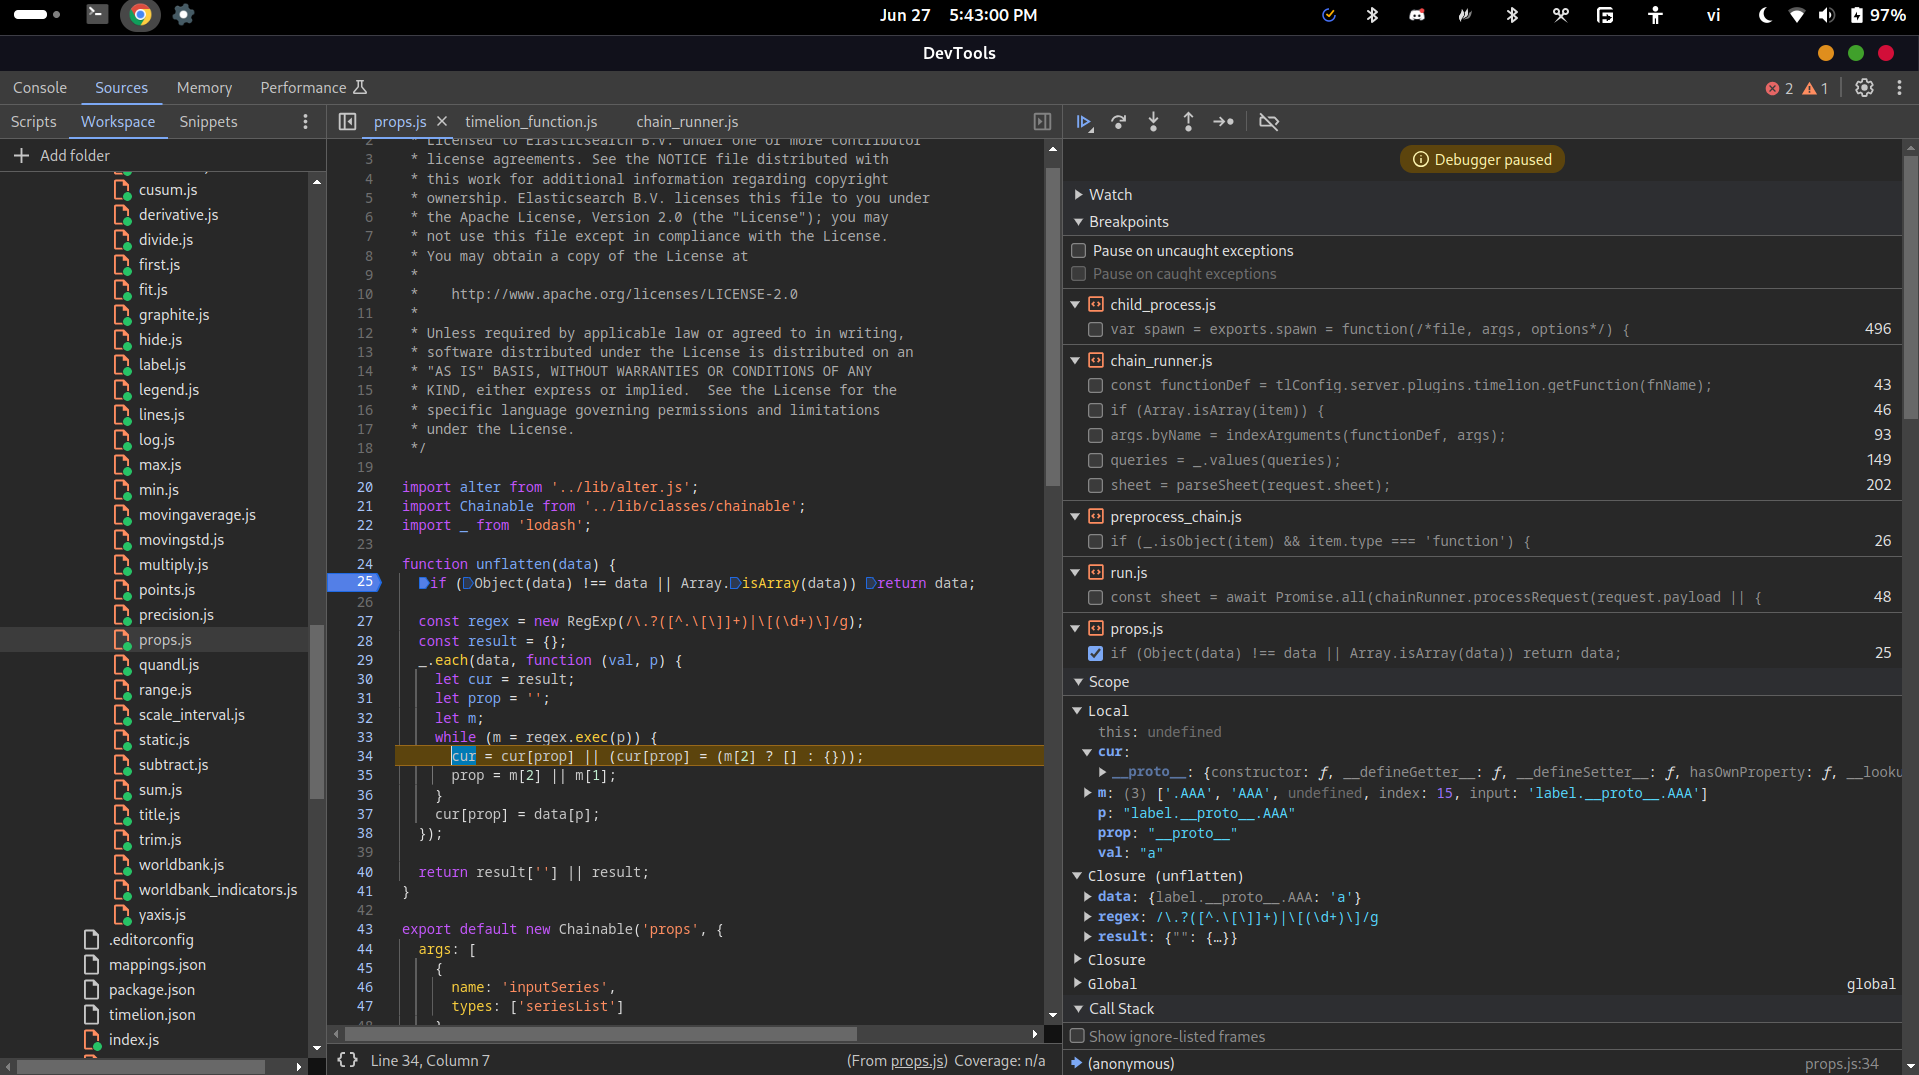 Jun 27 5:43:00 PM
vi
97%
DevTools
Console
Sources
Memory
Performance
2
1
Scripts
Workspace
Snippets
props.js
timelion_function.js
chain_runner.js
Add folder
cusum.js
derivative.js
divide.js
first.js
fit.js
graphite.js
hide.js
label.js
legend.js
lines.js
log.js
max.js
min.js
movingaverage.js
movingstd.js
multiply.js
points.js
precision.js
props.js
quandl.js
range.js
scale_interval.js
static.js
subtract.js
sum.js
title.js
trim.js
worldbank.js
worldbank_indicators.js
yaxis.js
.editorconfig
mappings.json
package.json
timelion.json
index.js
2 * Licensed to Elasticsearch B.V. under one or more contributor
3 * license agreements. See the NOTICE file distributed with
4 * this work for additional information regarding copyright
5 * ownership. Elasticsearch B.V. licenses this file to you under
6 * the Apache License, Version 2.0 (the "License"); you may
7 * not use this file except in compliance with the License.
8 * You may obtain a copy of the License at
9 *
10 *    http://www.apache.org/licenses/LICENSE-2.0
11 *
12 * Unless required by applicable law or agreed to in writing,
13 * software distributed under the License is distributed on an
14 * "AS IS" BASIS, WITHOUT WARRANTIES OR CONDITIONS OF ANY
15 * KIND, either express or implied.  See the License for the
16 * specific language governing permissions and limitations
17 * under the License.
18 */
19
20 import alter from '../lib/alter.js';
21 import Chainable from '../lib/classes/chainable';
22 import _ from 'lodash';
23
24 function unflatten(data) {
25 if (Object(data) !== data || Array.isArray(data)) return data;
26
27 const regex = new RegExp(/\.?([^.\[\]]+)|\[(\d+)\]/g);
28 const result = {};
29 _.each(data, function (val, p) {
30 let cur = result;
31 let prop = '';
32 let m;
33 while (m = regex.exec(p)) {
34 cur = cur[prop] || (cur[prop] = (m[2] ? [] : {}));
35 prop = m[2] || m[1];
36 }
37 cur[prop] = data[p];
38 });
39
40 return result[''] || result;
41 }
42
43 export default new Chainable('props', {
44 args: [
45 {
46 name: 'inputSeries',
47 types: ['seriesList']
48 }
{} Line 34, Column 7
(From props.js) Coverage: n/a
Debugger paused
Watch
Breakpoints
Pause on uncaught exceptions
Pause on caught exceptions
child_process.js
var spawn = exports.spawn = function(/*file, args, options*/) { 496
chain_runner.js
const functionDef = tlConfig.server.plugins.timelion.getFunction(fnName); 43
if (Array.isArray(item)) { 46
args.byName = indexArguments(functionDef, args); 93
queries = _.values(queries); 149
sheet = parseSheet(request.sheet); 202
preprocess_chain.js
if (_.isObject(item) && item.type === 'function') { 26
run.js
const sheet = await Promise.all(chainRunner.processRequest(request.payload || { 48
props.js
if (Object(data) !== data || Array.isArray(data)) return data; 25
Scope
Local
this: undefined
cur:
__proto__: {constructor: ƒ, __defineGetter__: ƒ, __defineSetter__: ƒ, hasOwnProperty: ƒ, __looku
m: (3) ['.AAA', 'AAA', undefined, index: 15, input: 'label.__proto__.AAA']
p: "label.__proto__.AAA"
prop: "__proto__"
val: "a"
Closure (unflatten)
data: {label.__proto__.AAA: 'a'}
regex: /\.?([^.\[\]]+)|\[(\d+)\]/g
result: {"": {…}}
Closure
Global global
Call Stack
Show ignore-listed frames
(anonymous) props.js:34